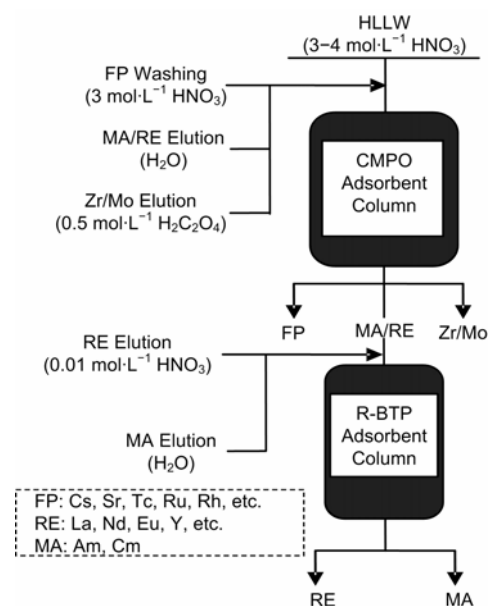 HLLW
(3−4 mol·L⁻¹ HNO₃)
FP Washing
(3 mol·L⁻¹ HNO₃)
MA/RE Elution
(H₂O)
Zr/Mo Elution
(0.5 mol·L⁻¹ H₂C₂O₄)
CMPO
Adsorbent
Column
FP
MA/RE
Zr/Mo
RE Elution
(0.01 mol·L⁻¹ HNO₃)
MA Elution
(H₂O)
R-BTP
Adsorbent
Column
FP: Cs, Sr, Tc, Ru, Rh, etc.
RE: La, Nd, Eu, Y, etc.
MA: Am, Cm
RE
MA